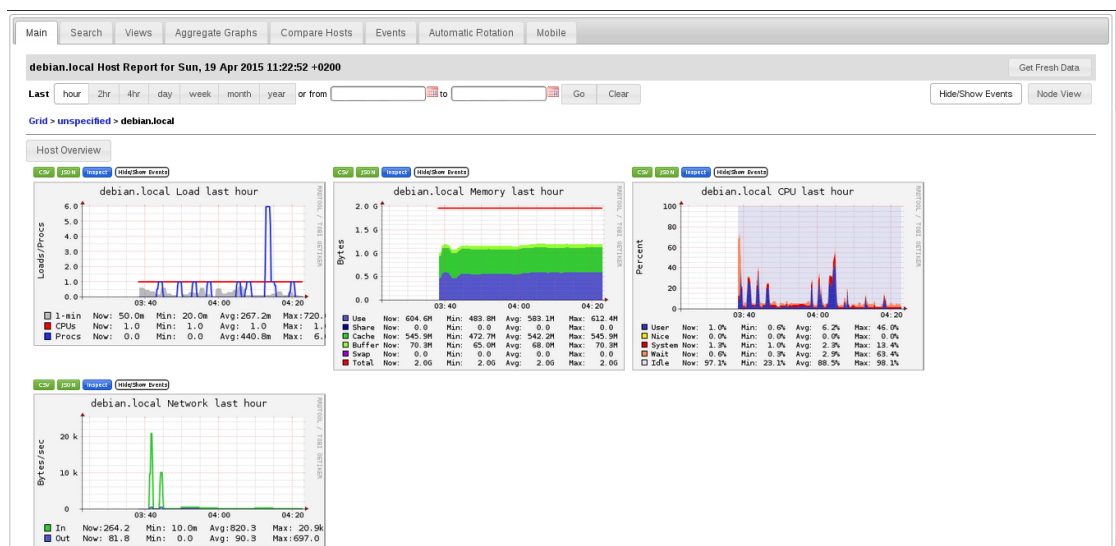 Main Search Views Aggregate Graphs Compare Hosts Events Automatic Rotation Mobile
debian.local Host Report for Sun, 19 Apr 2015 11:22:52 +0200 Get Fresh Data
Last hour 2hr 4hr day week month year or from to Go Clear Hide/Show Events Node View
Grid > unspecified > debian.local
Host Overview
CSV JSON Inspect Hide/Show Events
debian.local Load last hour
RRDTOOL / TOBI OETIKER
Loads/Procs
6.0
5.0
4.0
3.0
2.0
1.0
0.0
03:40 04:00 04:20
1-min Now: 50.0m Min: 20.0m Avg:267.2m Max:720.
CPUs Now: 1.0 Min: 1.0 Avg: 1.0 Max: 1.
Procs Now: 0.0 Min: 0.0 Avg:440.8m Max: 6.
CSV JSON Inspect Hide/Show Events
debian.local Memory last hour
RRDTOOL / TOBI OETIKER
Bytes
2.0 G
1.5 G
1.0 G
0.5 G
0.0
03:40 04:00 04:20
Use Now: 604.6M Min: 483.8M Avg: 583.1M Max: 612.4M
Share Now: 0.0 Min: 0.0 Avg: 0.0 Max: 0.0
Cache Now: 545.9M Min: 472.7M Avg: 542.2M Max: 545.9M
Buffer Now: 70.3M Min: 65.0M Avg: 68.0M Max: 70.3M
Swap Now: 0.0 Min: 0.0 Avg: 0.0 Max: 0.0
Total Now: 2.0G Min: 2.0G Avg: 2.0G Max: 2.0G
CSV JSON Inspect Hide/Show Events
debian.local CPU last hour
RRDTOOL / TOBI OETIKER
Percent
100
80
60
40
20
0
03:40 04:00 04:20
User Now: 1.0% Min: 0.6% Avg: 6.2% Max: 46.0%
Nice Now: 0.0% Min: 0.0% Avg: 0.0% Max: 0.0%
System Now: 1.3% Min: 1.0% Avg: 2.3% Max: 13.4%
Wait Now: 0.6% Min: 0.3% Avg: 2.9% Max: 63.4%
Idle Now: 97.1% Min: 23.1% Avg: 88.5% Max: 98.1%
CSV JSON Inspect Hide/Show Events
debian.local Network last hour
RRDTOOL / TOBI OETIKER
Bytes/sec
20 k
10 k
0
03:40 04:00 04:20
In Now:264.2 Min: 10.0m Avg:820.3 Max: 20.9k
Out Now: 81.8 Min: 0.0 Avg: 90.3 Max:697.0